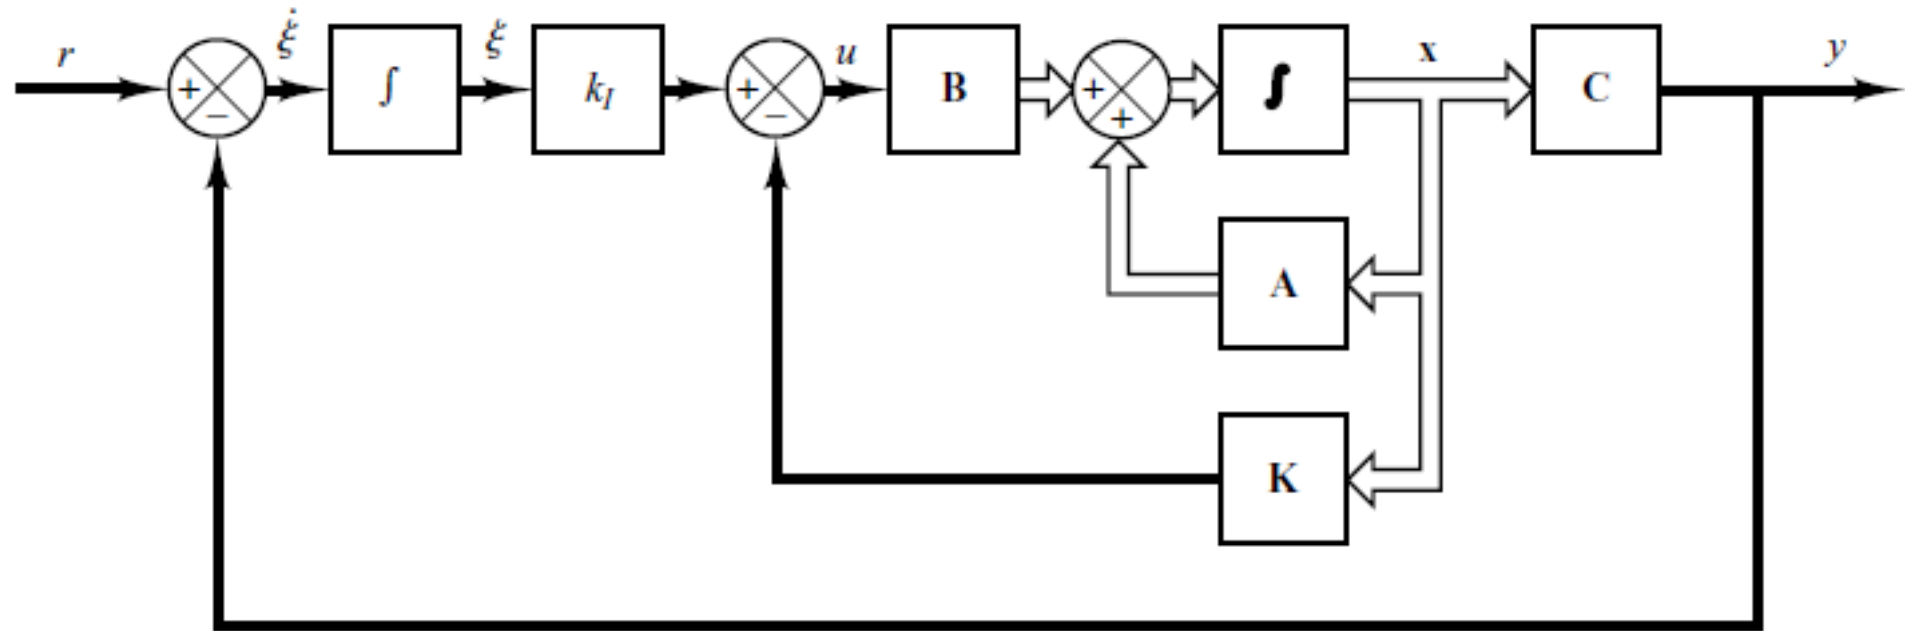 r + − ξ̇ ∫ ξ k_I + − u B + + ∫ x C y
A
K